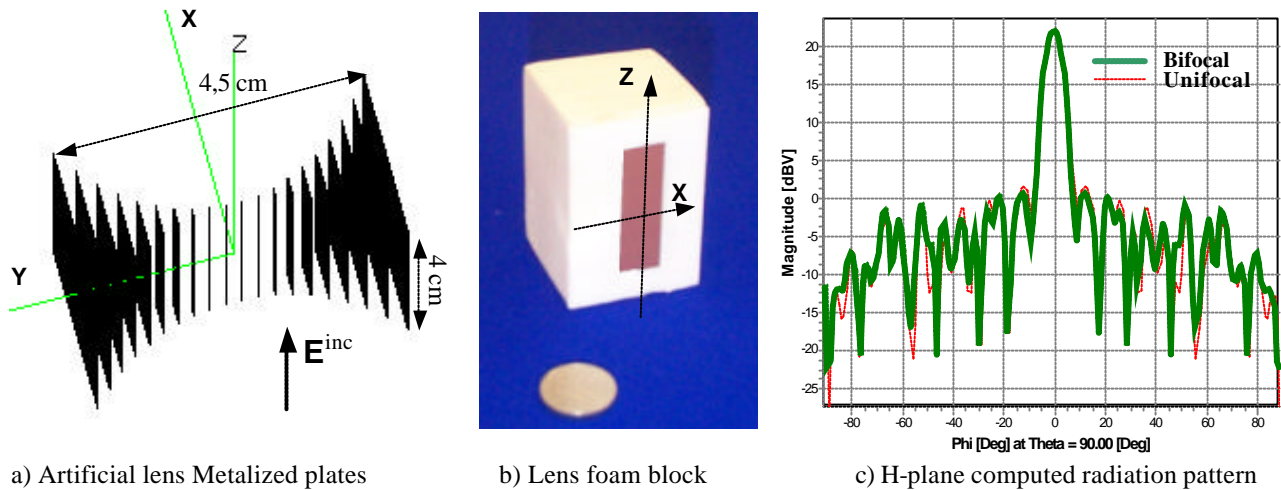 X
Z
4,5 cm
Y
4 cm
E^inc
Z
X
Bifocal
Unifocal
Magnitude [dBV]
20
15
10
5
0
-5
-10
-15
-20
-25
-80 -60 -40 -20 0 20 40 60 80
Phi [Deg] at Theta = 90.00 [Deg]
a) Artificial lens Metalized plates
b) Lens foam block
c) H-plane computed radiation pattern